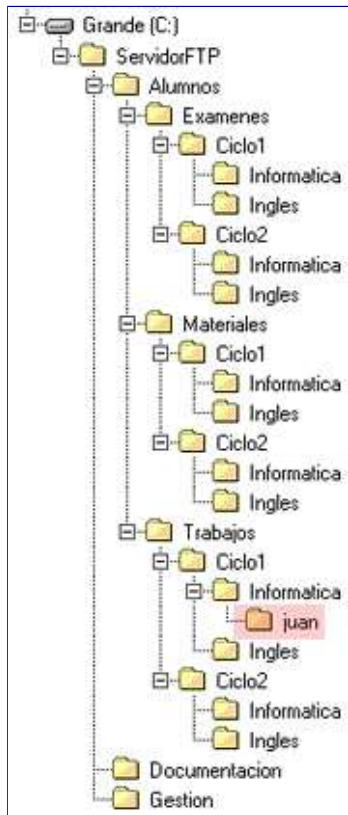 Grande (C:)
ServidorFTP
Alumnos
Examenes
Ciclo1
Informatica
Ingles
Ciclo2
Informatica
Ingles
Materiales
Ciclo1
Informatica
Ingles
Ciclo2
Informatica
Ingles
Trabajos
Ciclo1
Informatica
juan
Ingles
Ciclo2
Informatica
Ingles
Documentacion
Gestion